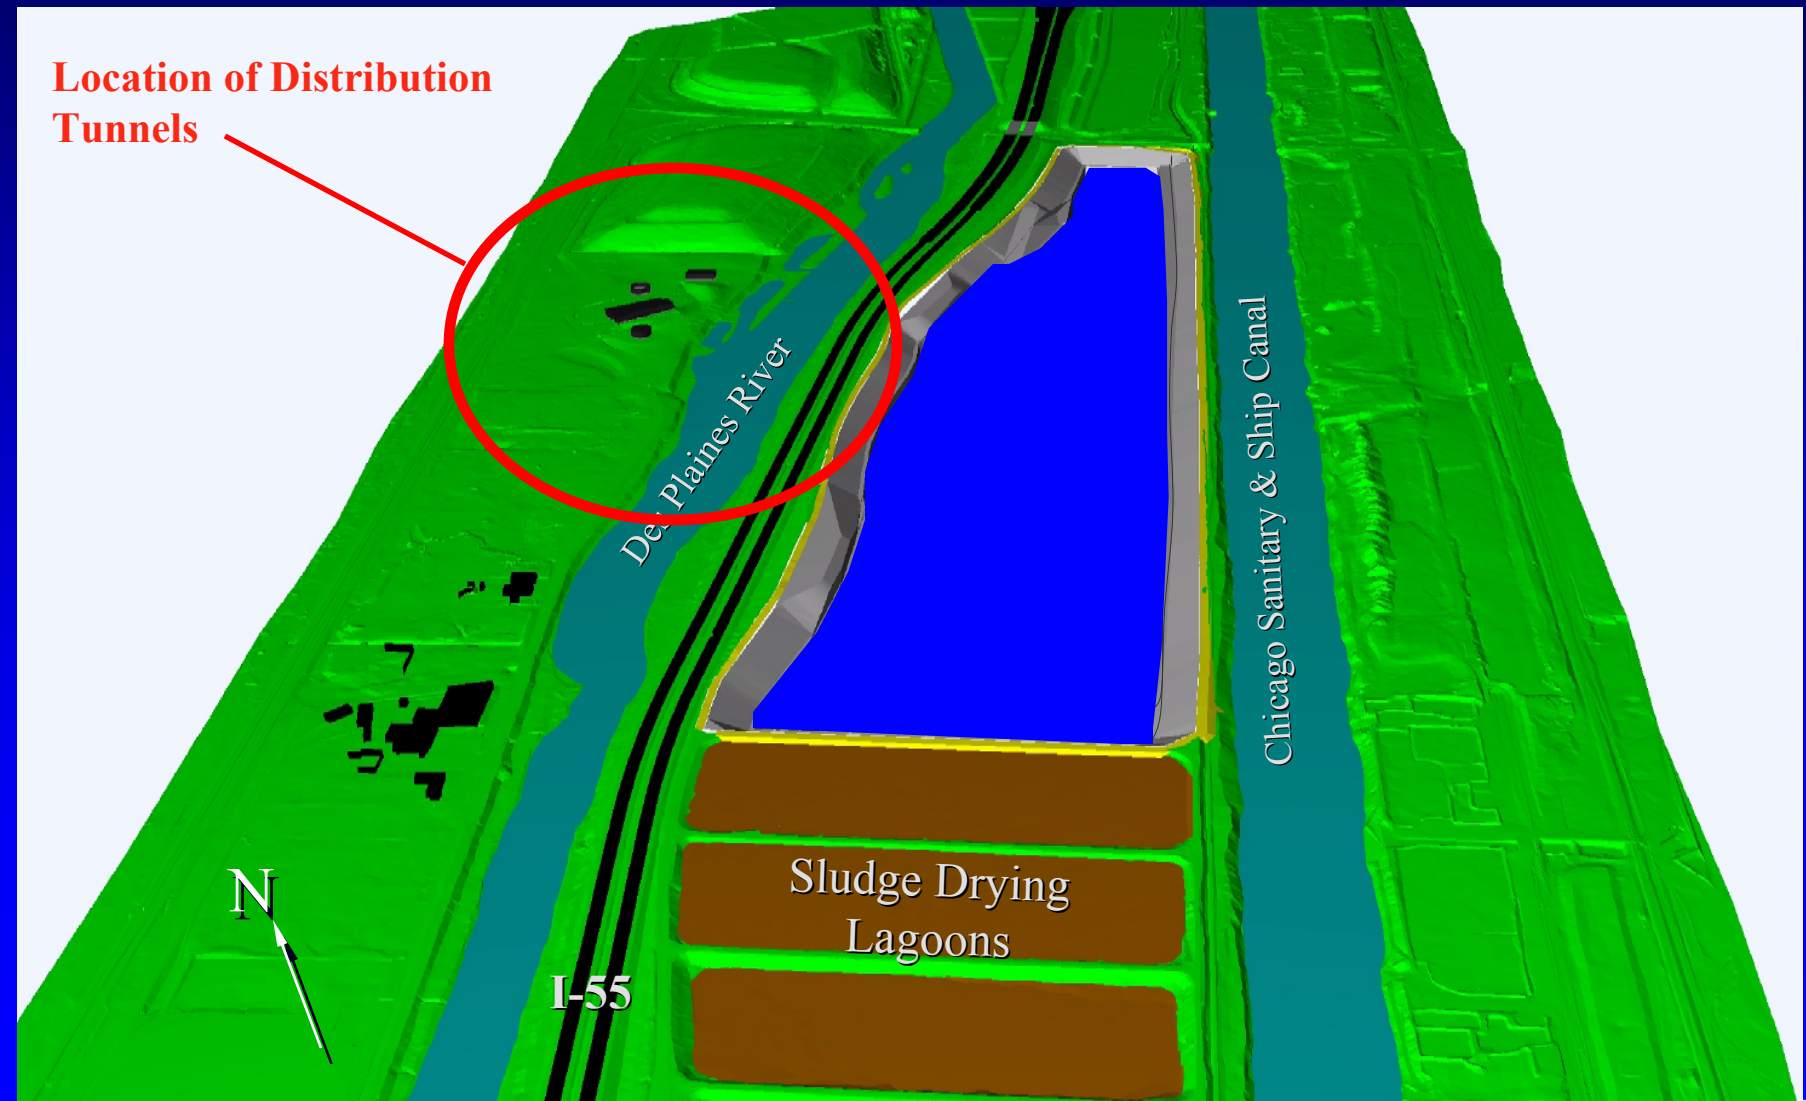 Location of Distribution
Tunnels
Des Plaines River
Chicago Sanitary & Ship Canal
Sludge Drying
Lagoons
N
I-55